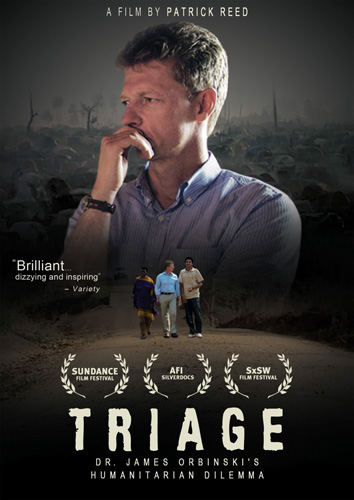 A FILM BY PATRICK REED
"Brilliant...
dizzying and inspiring"
– Variety
SUNDANCE
FILM FESTIVAL
AFI
SILVERDOCS
SxSW
FILM FESTIVAL
TRIAGE
DR. JAMES ORBINSKI'S
HUMANITARIAN DILEMMA